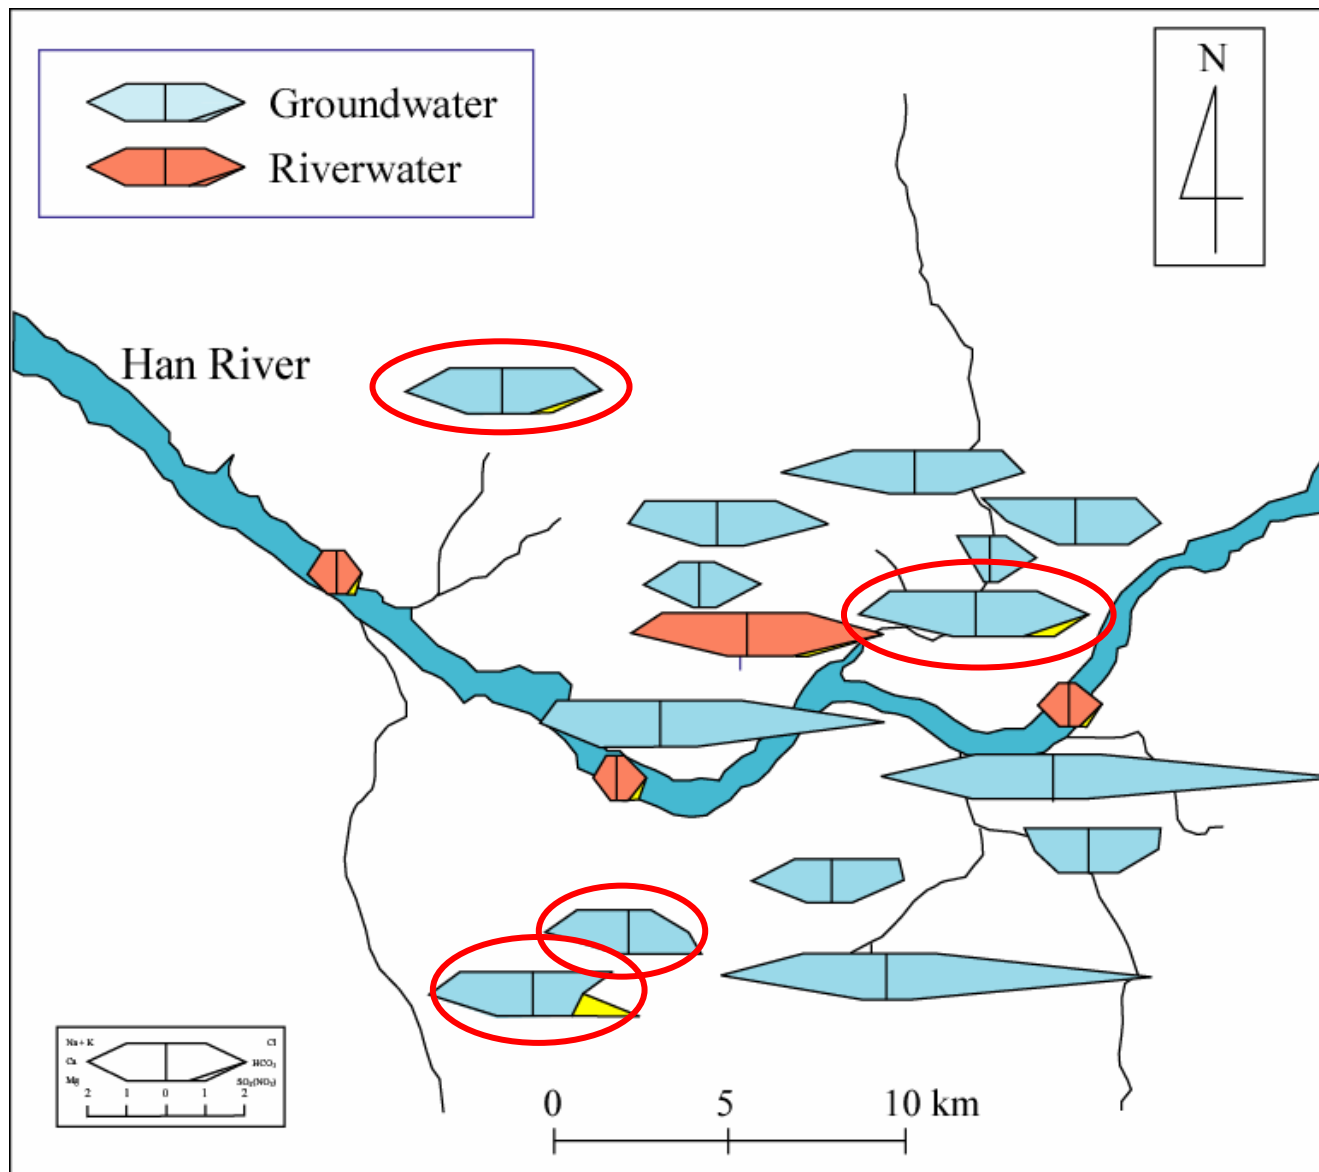 Groundwater
Riverwater
N
Han River
Na + K
Cl
Ca
HCO3
Mg
SO4(NO3)
2 1 0 1 2
0 5 10 km